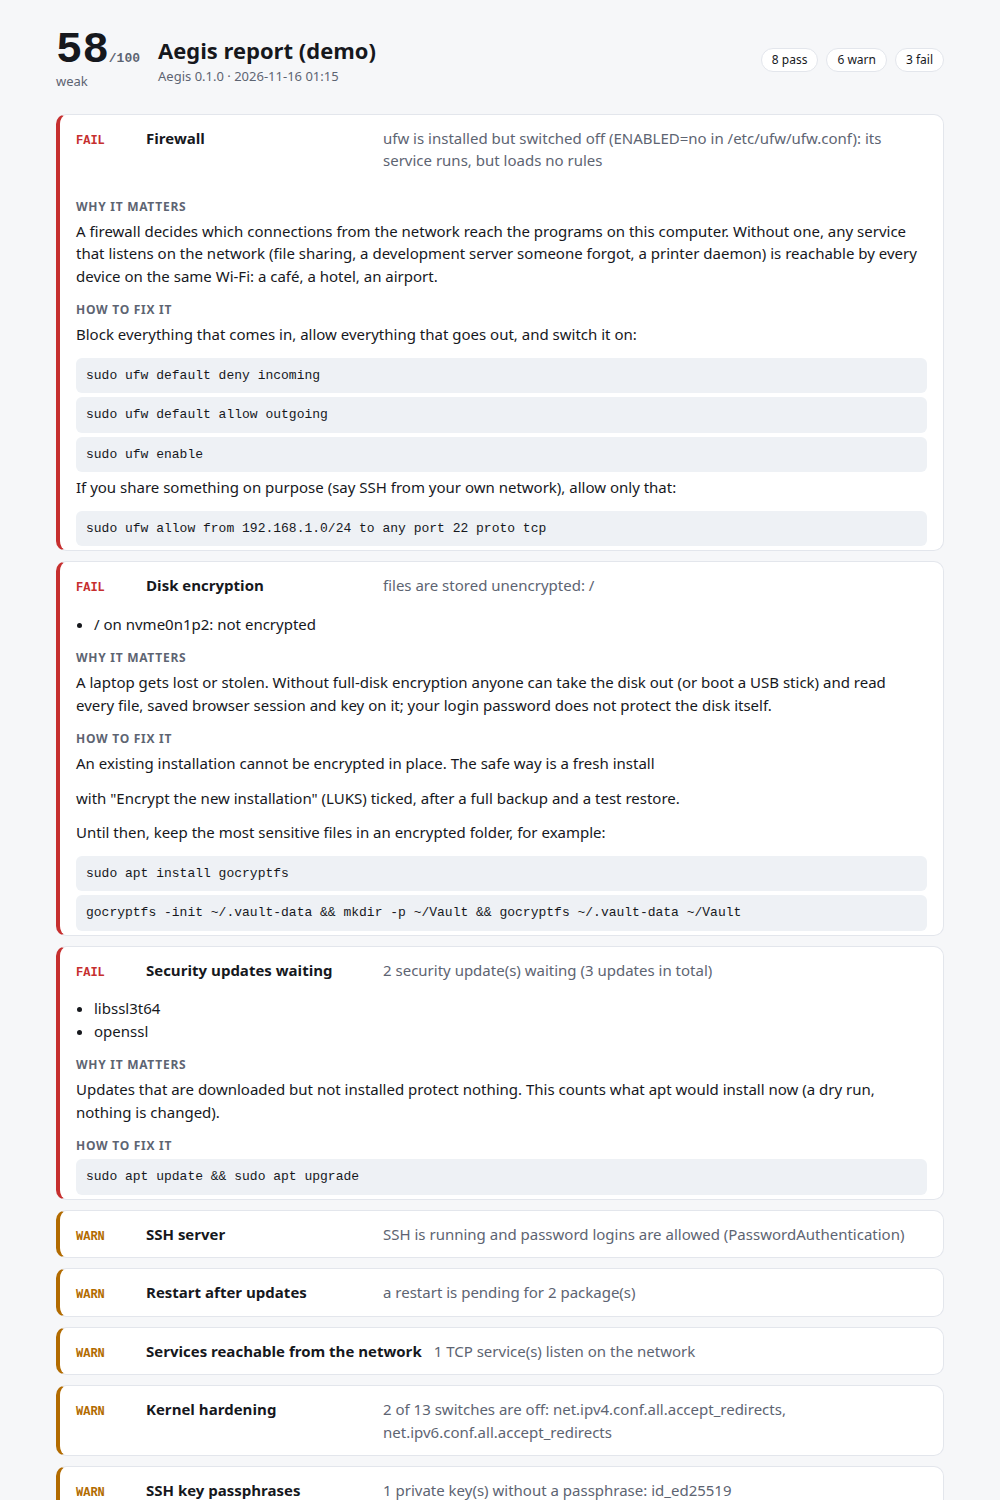 58/100
weak
Aegis report (demo)
Aegis 0.1.0 · 2026-11-16 01:15
8 pass
6 warn
3 fail
FAIL Firewall ufw is installed but switched off (ENABLED=no in /etc/ufw/ufw.conf): its
service runs, but loads no rules
WHY IT MATTERS
A firewall decides which connections from the network reach the programs on this computer. Without one, any service
that listens on the network (file sharing, a development server someone forgot, a printer daemon) is reachable by every
device on the same Wi-Fi: a café, a hotel, an airport.
HOW TO FIX IT
Block everything that comes in, allow everything that goes out, and switch it on:
sudo ufw default deny incoming
sudo ufw default allow outgoing
sudo ufw enable
If you share something on purpose (say SSH from your own network), allow only that:
sudo ufw allow from 192.168.1.0/24 to any port 22 proto tcp
FAIL Disk encryption files are stored unencrypted: /
• / on nvme0n1p2: not encrypted
WHY IT MATTERS
A laptop gets lost or stolen. Without full-disk encryption anyone can take the disk out (or boot a USB stick) and read
every file, saved browser session and key on it; your login password does not protect the disk itself.
HOW TO FIX IT
An existing installation cannot be encrypted in place. The safe way is a fresh install
with "Encrypt the new installation" (LUKS) ticked, after a full backup and a test restore.
Until then, keep the most sensitive files in an encrypted folder, for example:
sudo apt install gocryptfs
gocryptfs -init ~/.vault-data && mkdir -p ~/Vault && gocryptfs ~/.vault-data ~/Vault
FAIL Security updates waiting 2 security update(s) waiting (3 updates in total)
• libssl3t64
• openssl
WHY IT MATTERS
Updates that are downloaded but not installed protect nothing. This counts what apt would install now (a dry run,
nothing is changed).
HOW TO FIX IT
sudo apt update && sudo apt upgrade
WARN SSH server SSH is running and password logins are allowed (PasswordAuthentication)
WARN Restart after updates a restart is pending for 2 package(s)
WARN Services reachable from the network 1 TCP service(s) listen on the network
WARN Kernel hardening 2 of 13 switches are off: net.ipv4.conf.all.accept_redirects,
net.ipv6.conf.all.accept_redirects
WARN SSH key passphrases 1 private key(s) without a passphrase: id_ed25519